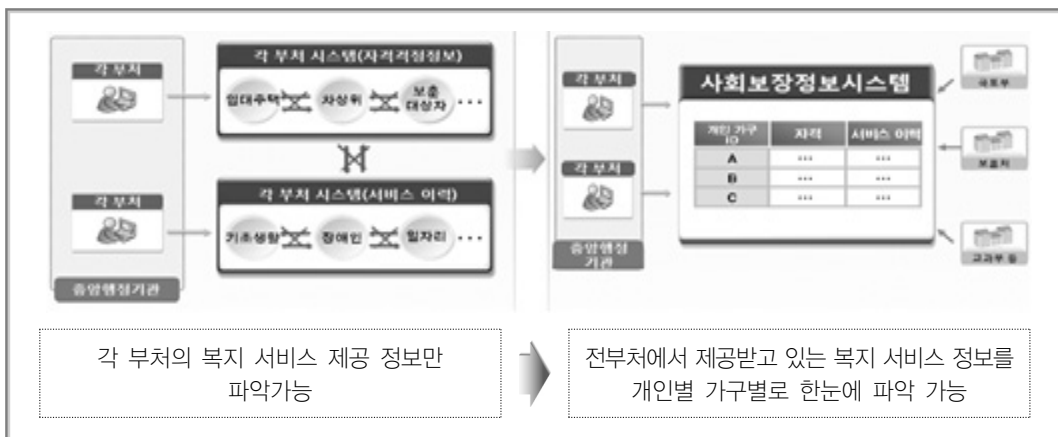 각 부처
각 부처
중앙행정기관
각 부처 시스템(자격결정정보)
임대주택
차상위
보훈
대상자
...
각 부처 시스템(서비스 이력)
기초생활
장애인
일자리
...
각 부처
각 부처
중앙행정
기관
사회보장정보시스템
개인 가구
ID
자격
서비스 이력
A
...
...
B
...
...
C
...
...
국토부
보훈처
교과부 등
각 부처의 복지 서비스 제공 정보만
파악가능
전부처에서 제공받고 있는 복지 서비스 정보를
개인별 가구별로 한눈에 파악 가능